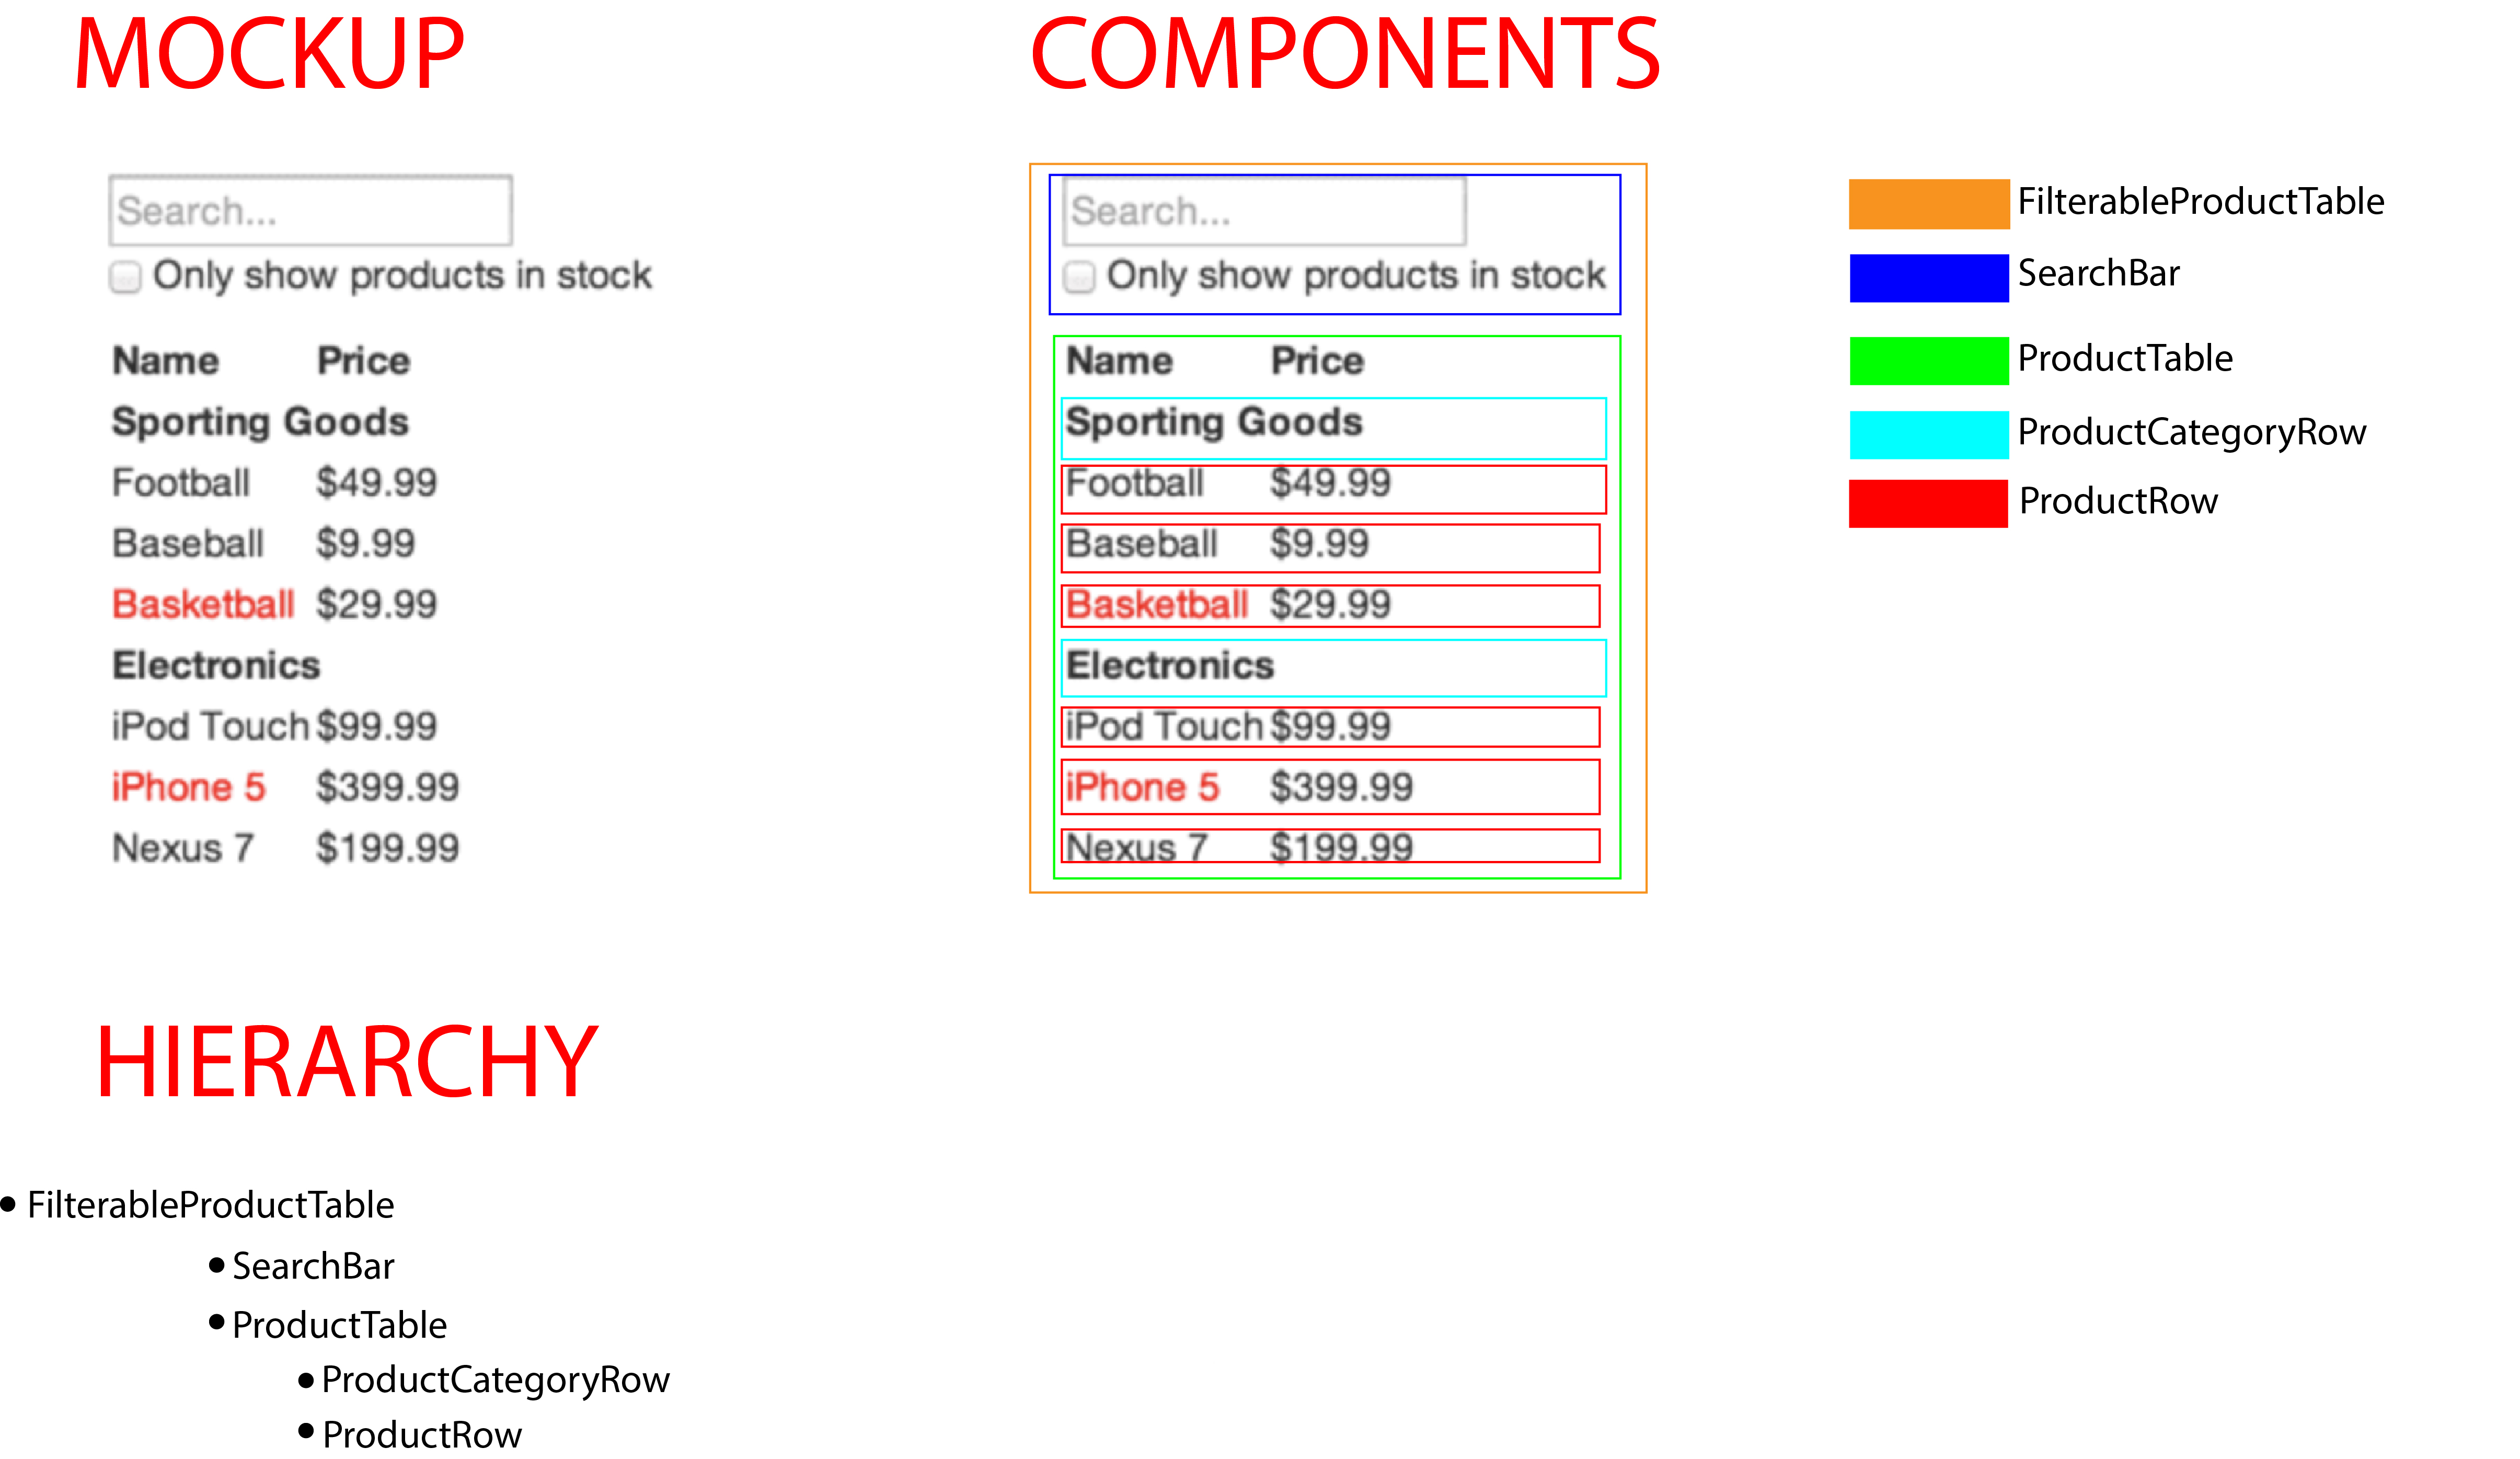 MOCKUP
Search...
Only show products in stock
Name Price
Sporting Goods
Football $49.99
Baseball $9.99
Basketball $29.99
Electronics
iPod Touch $99.99
iPhone 5 $399.99
Nexus 7 $199.99
COMPONENTS
Search...
Only show products in stock
Name Price
Sporting Goods
Football $49.99
Baseball $9.99
Basketball $29.99
Electronics
iPod Touch $99.99
iPhone 5 $399.99
Nexus 7 $199.99
FilterableProductTable
SearchBar
ProductTable
ProductCategoryRow
ProductRow
HIERARCHY
• FilterableProductTable
• SearchBar
• ProductTable
• ProductCategoryRow
• ProductRow